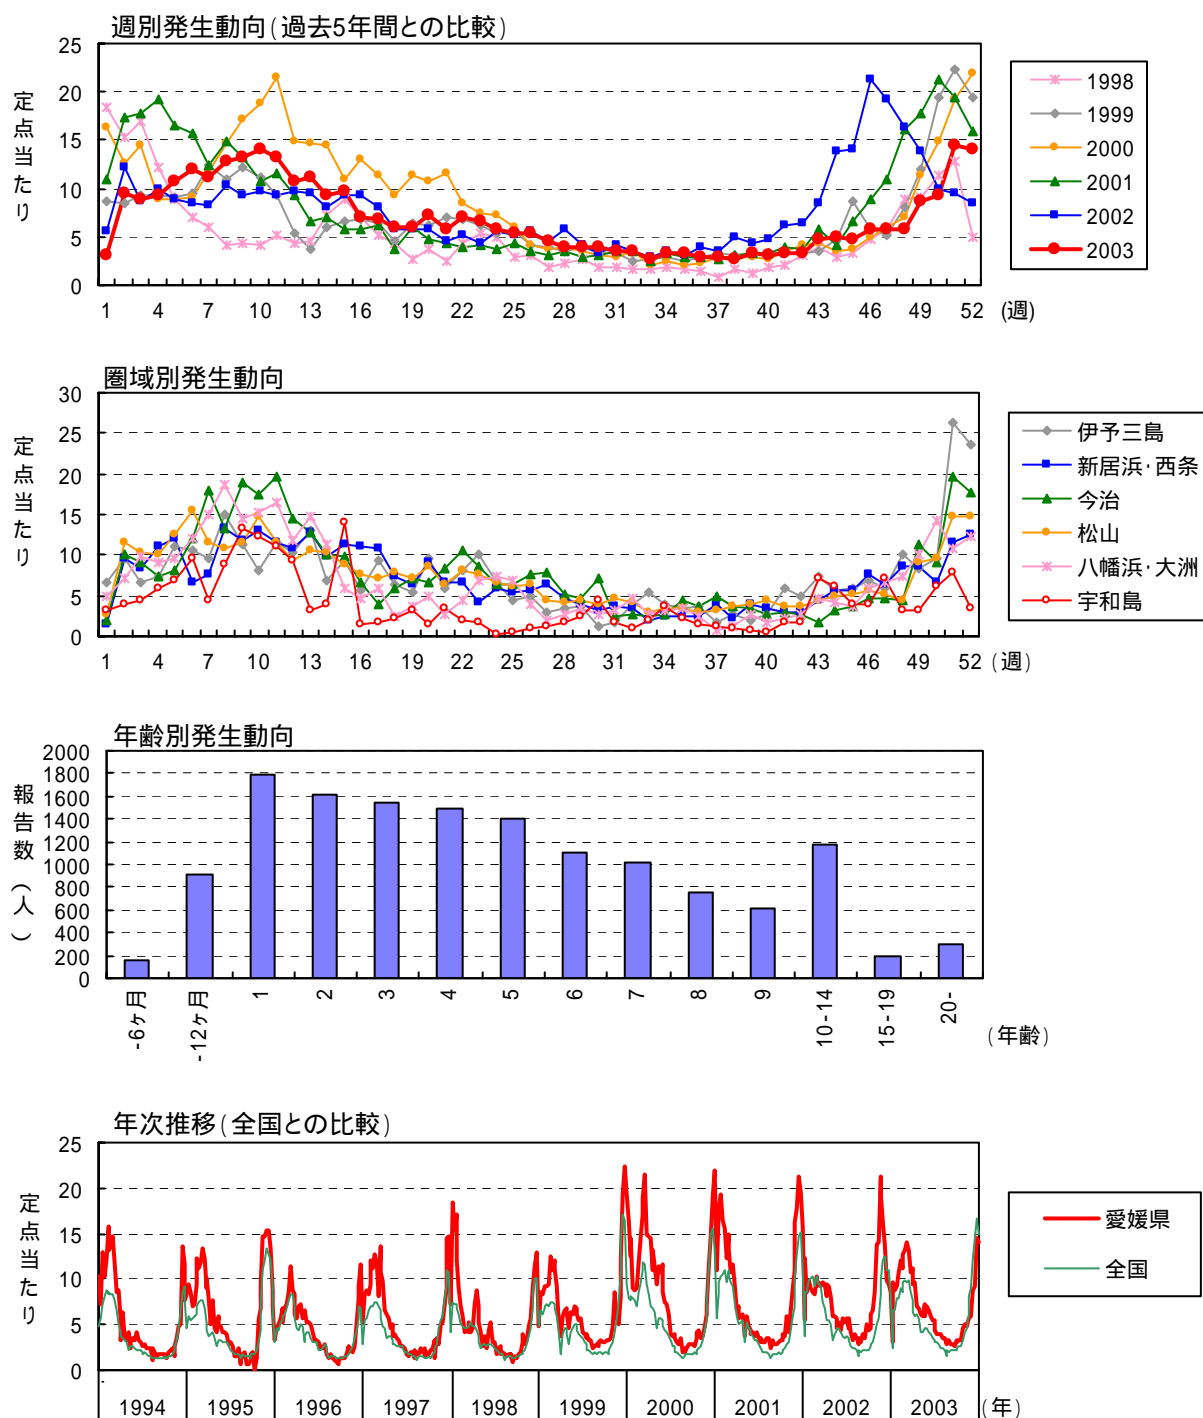 週別発生動向(過去5年間との比較)
定点当たり
25
20
15
10
5
0
1 4 7 10 13 16 19 22 25 28 31 34 37 40 43 46 49 52 (週)
1998
1999
2000
2001
2002
2003
圏域別発生動向
定点当たり
30
25
20
15
10
5
0
1 4 7 10 13 16 19 22 25 28 31 34 37 40 43 46 49 52 (週)
伊予三島
新居浜・西条
今治
松山
八幡浜・大洲
宇和島
年齢別発生動向
報告数(人)
2000
1800
1600
1400
1200
1000
800
600
400
200
0
-6ヶ月 -12ヶ月 1 2 3 4 5 6 7 8 9 10-14 15-19 20- (年齢)
年次推移(全国との比較)
定点当たり
25
20
15
10
5
0
1994 1995 1996 1997 1998 1999 2000 2001 2002 2003 (年)
愛媛県
全国